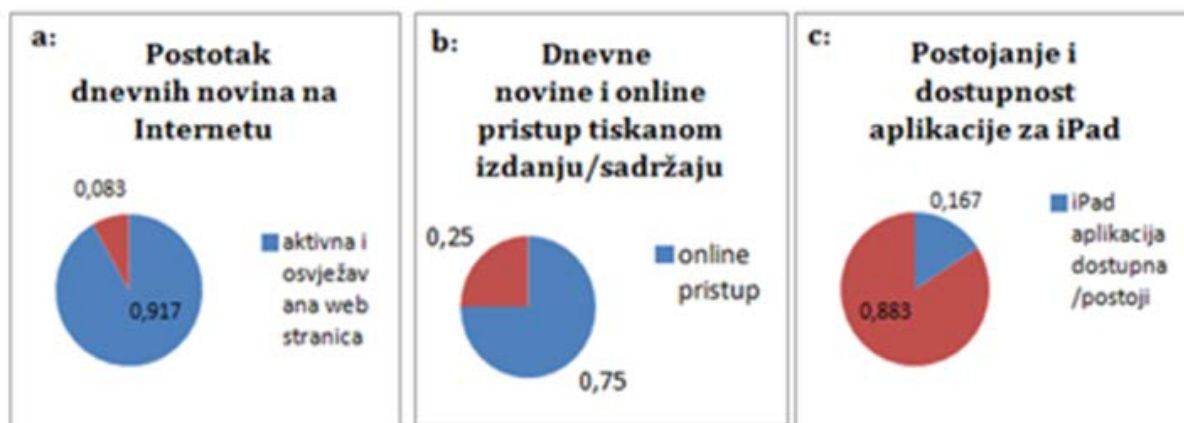 a:
Postotak
dnevnih novina na
Internetu
0,083
0,917
aktivna i
osvježav
ana web
stranica
b:
Dnevne
novine i online
pristup tiskanom
izdanju/sadržaju
0,25
0,75
online
pristup
c:
Postojanje i
dostupnost
aplikacije za iPad
0,167
0,883
iPad
aplikacija
dostupna
/postoji